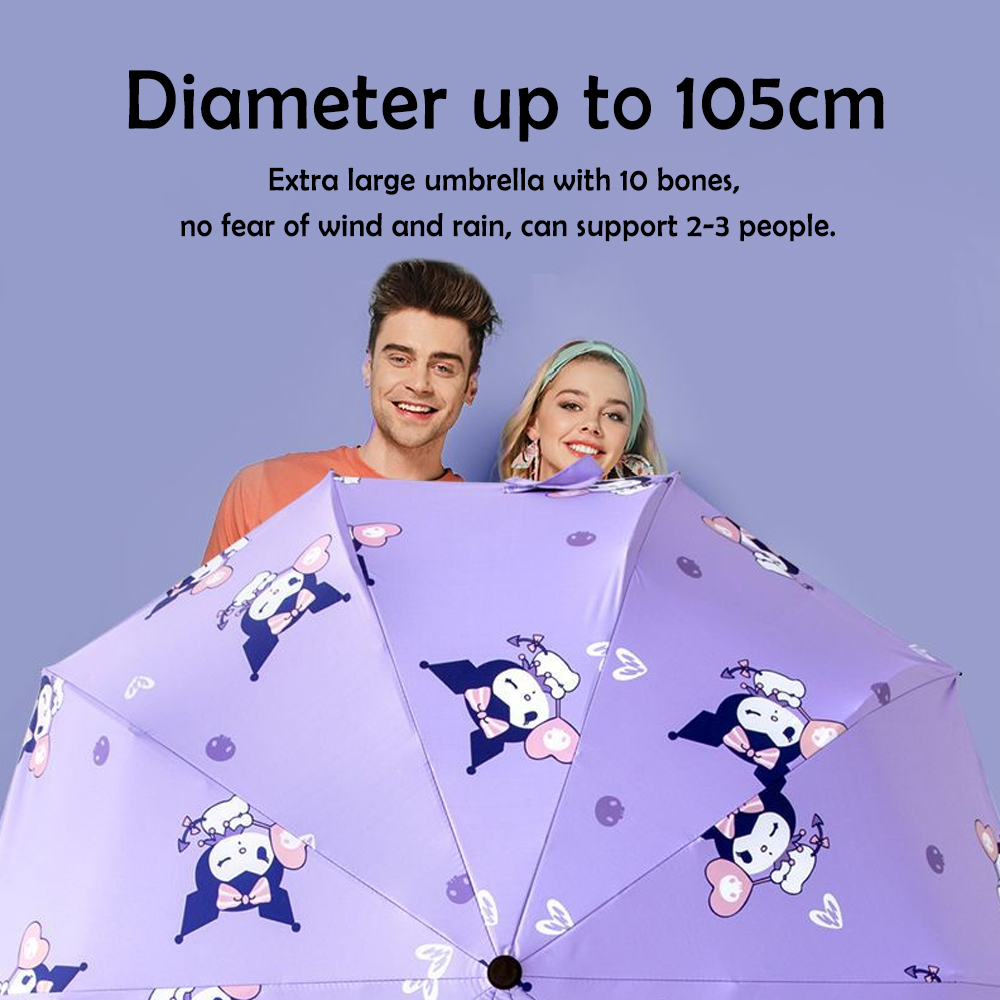 Diameter up to 105cm
Extra large umbrella with 10 bones,
no fear of wind and rain, can support 2-3 people.